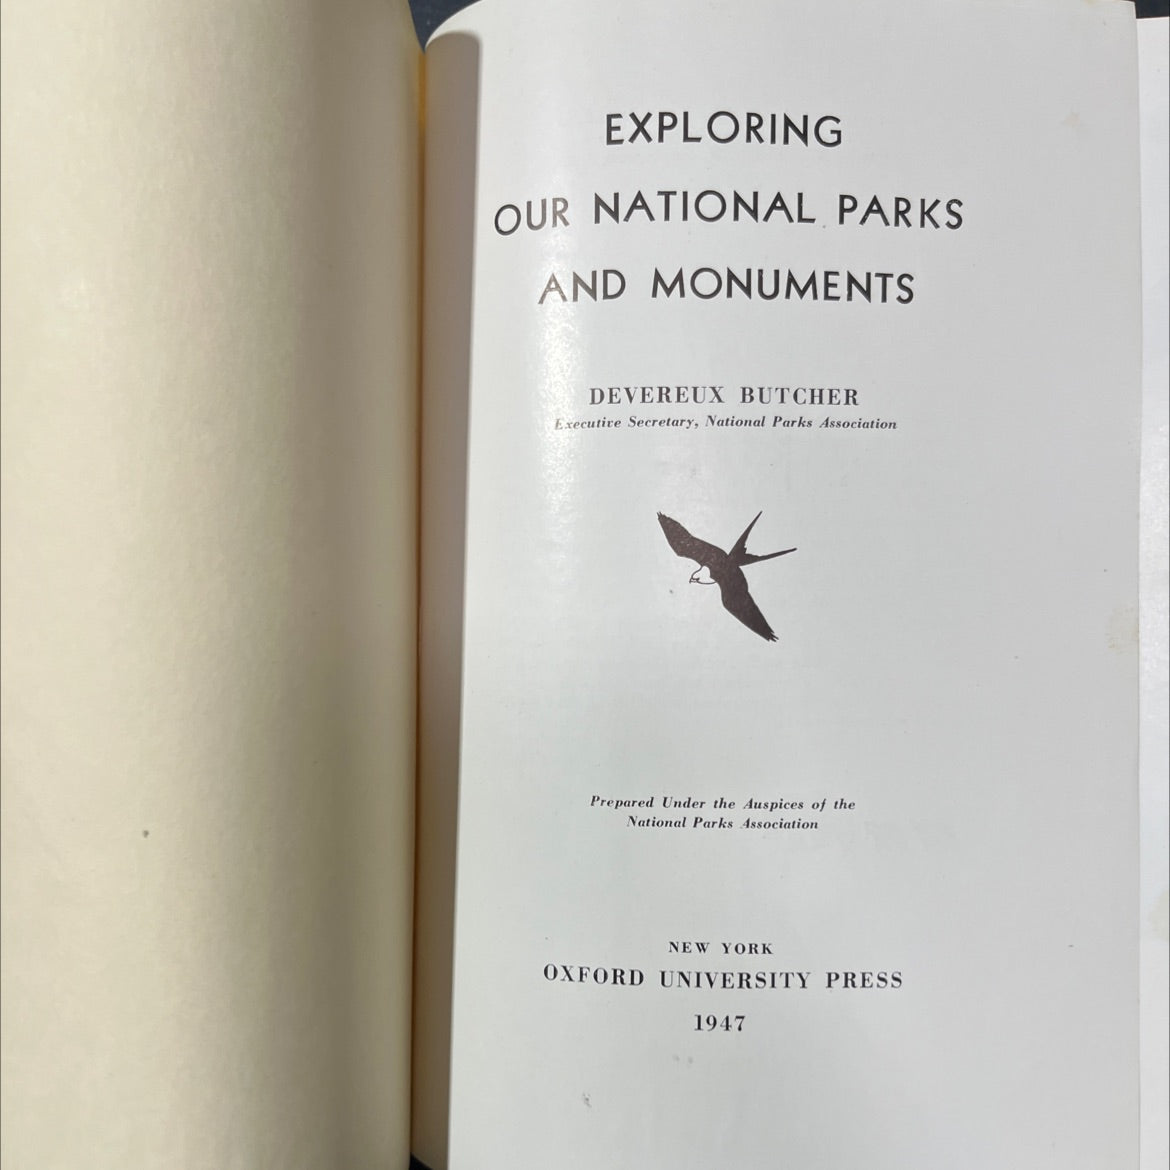 EXPLORING
OUR NATIONAL PARKS
AND MONUMENTS
DEVEREUX BUTCHER
Executive Secretary, National Parks Association
Prepared Under the Auspices of the
National Parks Association
NEW YORK
OXFORD UNIVERSITY PRESS
1947